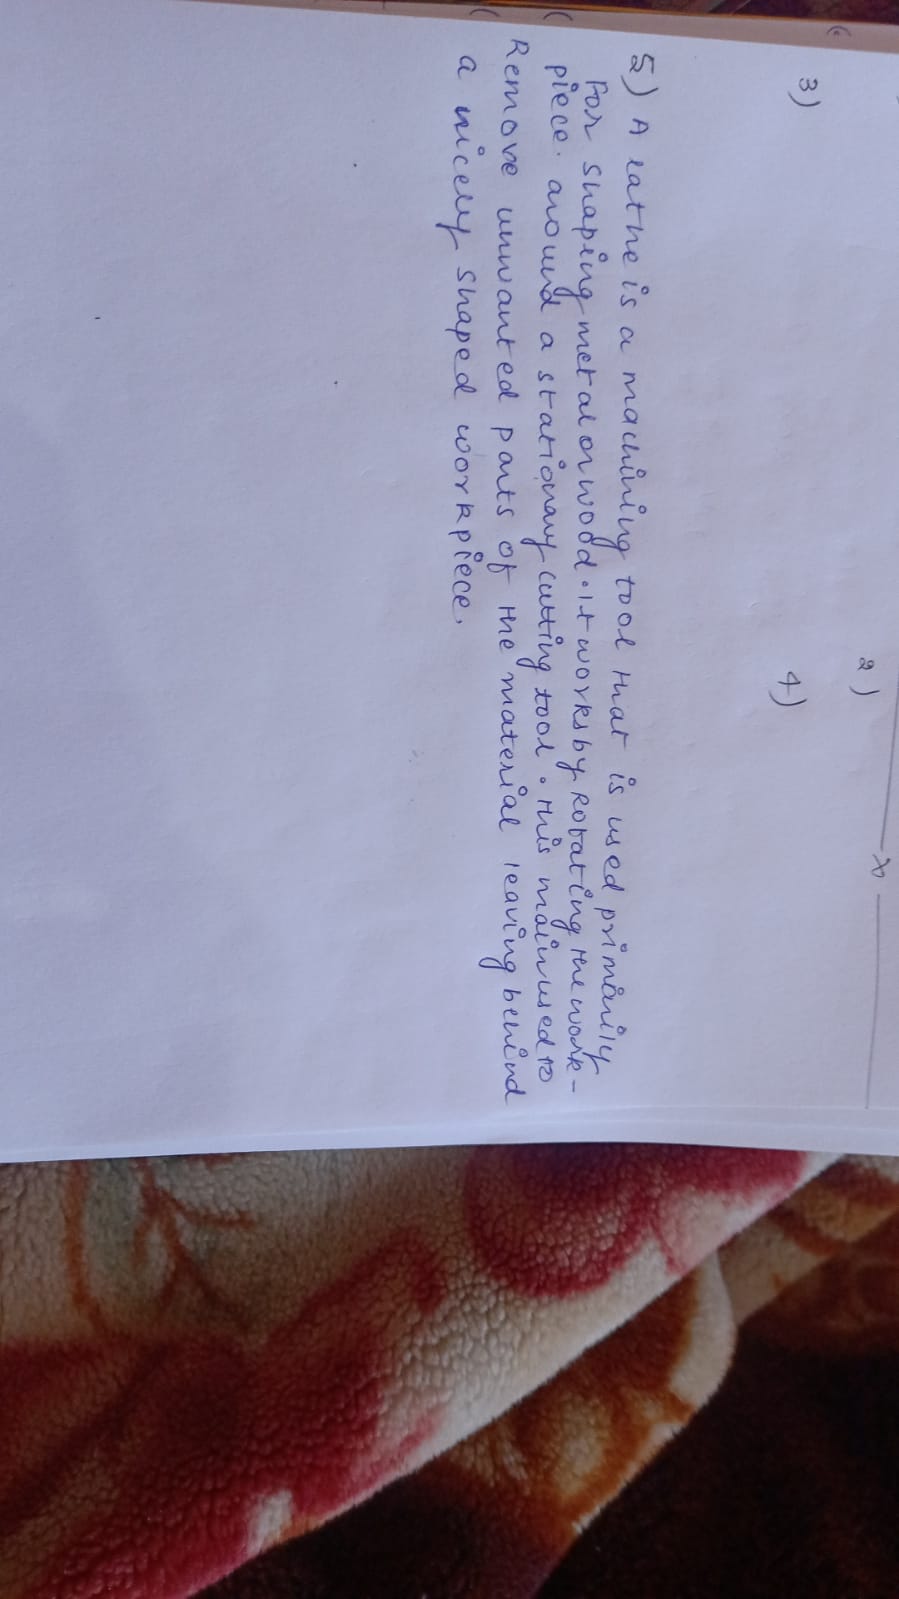 2)
3)
4)
5) A lathe is a machining tool that is used primarily
For shaping metal or wood. It works by Rotating the work-
piece. around a stationary cutting tool. This main used to
Remove unwanted parts of the material leaving behind
a nicely shaped workpiece.